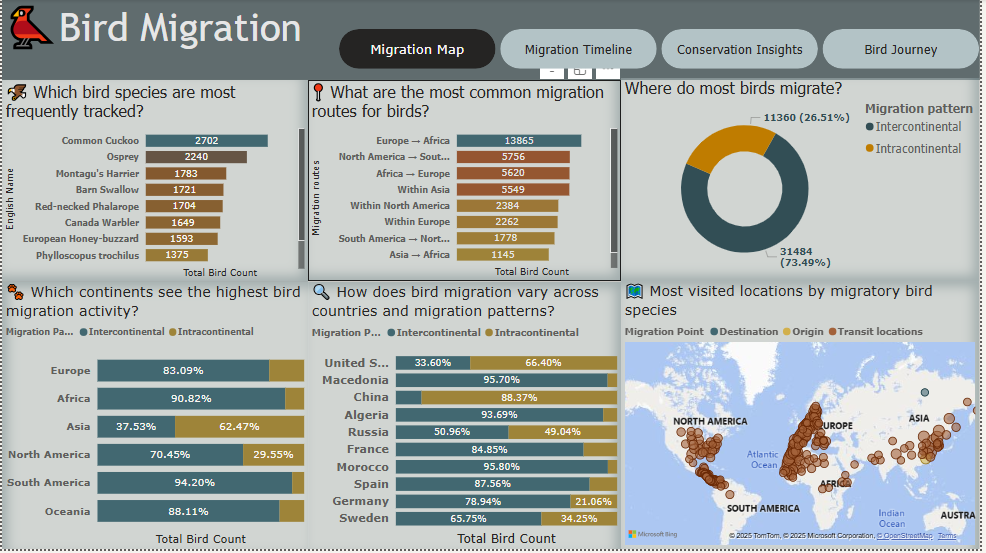 Bird Migration
Migration Map
Migration Timeline
Conservation Insights
Bird Journey
Which bird species are most
frequently tracked?
English Name
Common Cuckoo 2702
Osprey 2240
Montagu's Harrier 1783
Barn Swallow 1721
Red-necked Phalarope 1704
Canada Warbler 1649
European Honey-buzzard 1593
Phylloscopus trochilus 1375
Total Bird Count
What are the most common migration
routes for birds?
Migration routes
Europe → Africa 13865
North America → Sout... 5756
Africa → Europe 5620
Within Asia 5549
Within North America 2384
Within Europe 2262
South America → Nort... 1778
Asia → Africa 1145
Total Bird Count
Where do most birds migrate?
11360 (26.51%)
31484
(73.49%)
Migration pattern
Intercontinental
Intracontinental
Which continents see the highest bird
migration activity?
Migration Pa... Intercontinental Intracontinental
Europe 83.09%
Africa 90.82%
Asia 37.53% 62.47%
North America 70.45% 29.55%
South America 94.20%
Oceania 88.11%
Total Bird Count
How does bird migration vary across
countries and migration patterns?
Migration P... Intercontinental Intracontinental
United S... 33.60% 66.40%
Macedonia 95.70%
China 88.37%
Algeria 93.69%
Russia 50.96% 49.04%
France 84.85%
Morocco 95.80%
Spain 87.56%
Germany 78.94% 21.06%
Sweden 65.75% 34.25%
Total Bird Count
Most visited locations by migratory bird
species
Migration Point Destination Origin Transit locations
NORTH AMERICA
EUROPE
ASIA
Atlantic
Ocean
AFRICA
SOUTH AMERICA
Indian
Ocean
AUSTRA
Microsoft Bing
© 2025 TomTom, © 2025 Microsoft Corporation, © OpenStreetMap Terms